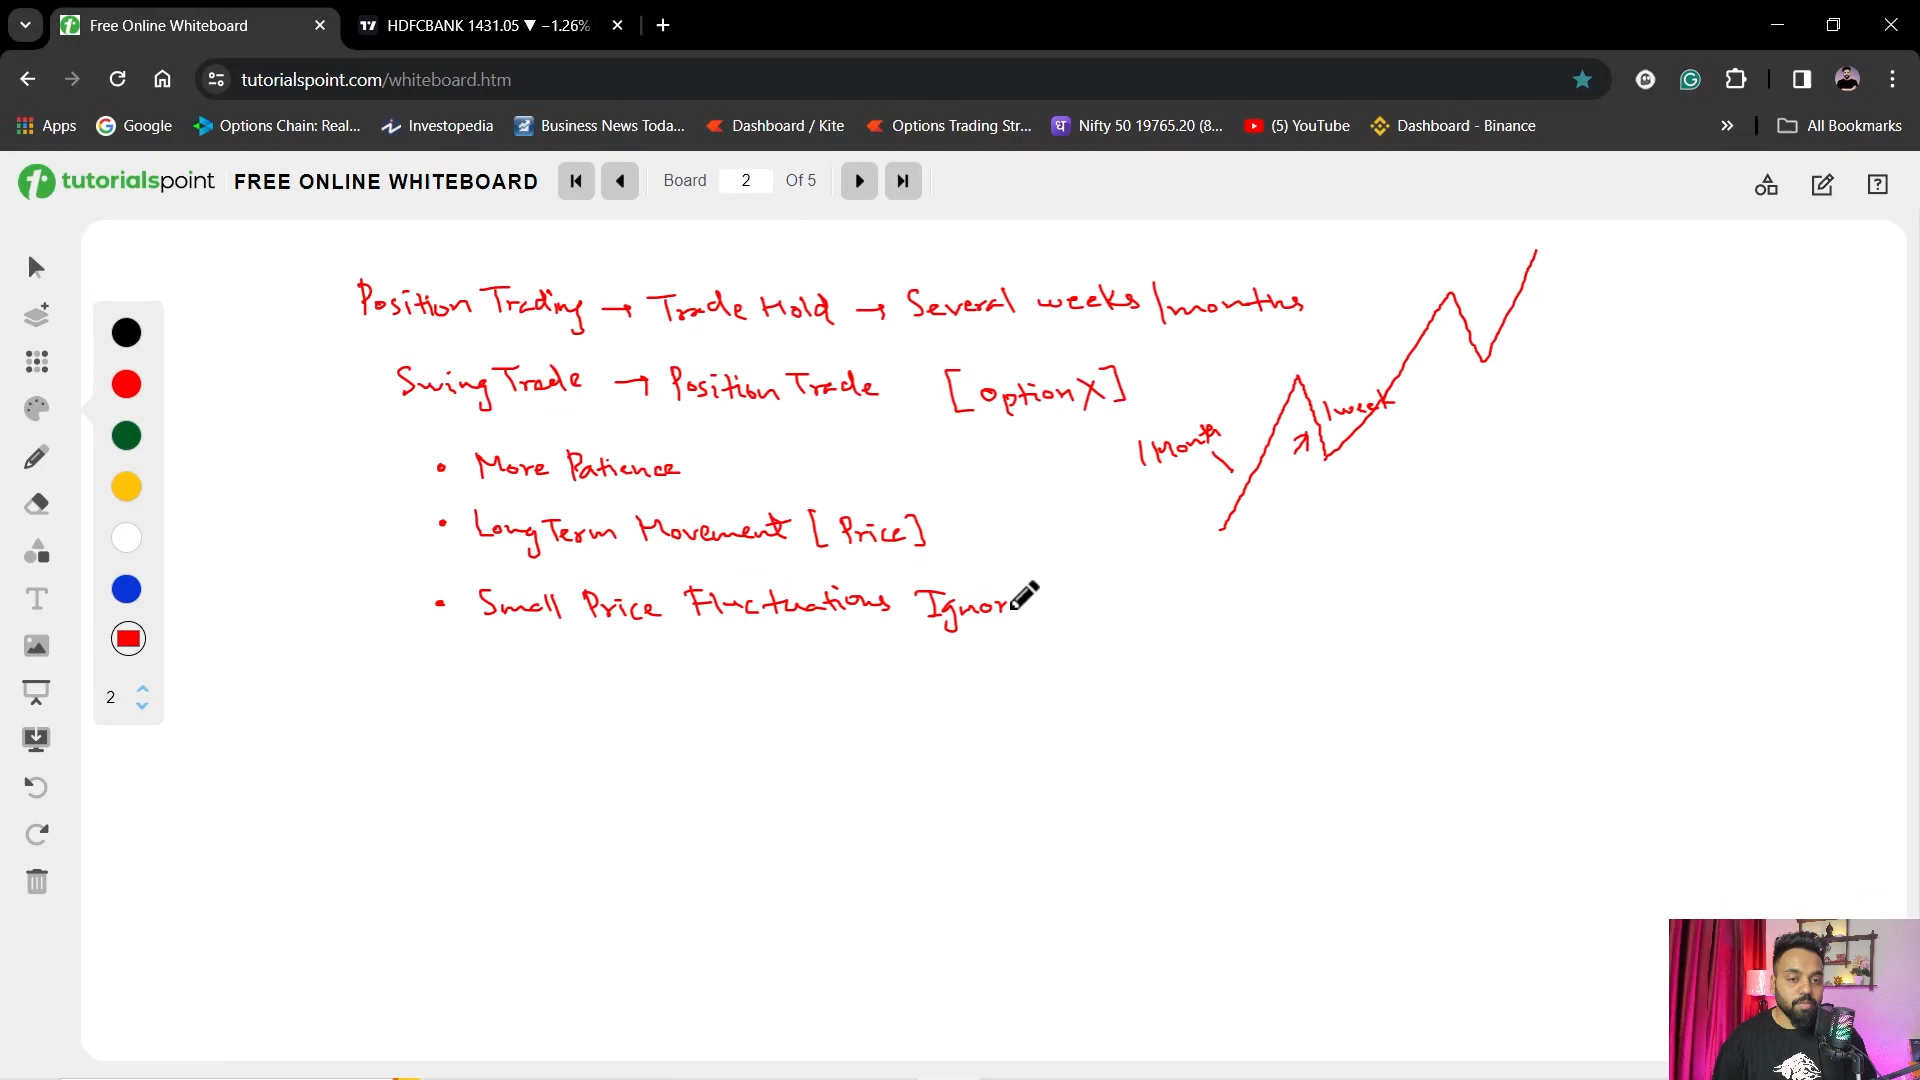 Free Online Whiteboard
HDFCBANK 1431.05 ▼ −1.26%
tutorialspoint.com/whiteboard.htm
Apps
Google
Options Chain: Real...
Investopedia
Business News Toda...
Dashboard / Kite
Options Trading Str...
Nifty 50 19765.20 (8...
(5) YouTube
Dashboard - Binance
All Bookmarks
tutorialspoint
FREE ONLINE WHITEBOARD
Board 2 Of 5
Position Trading → Trade Hold → Several weeks/months
Swing Trade → Position Trade [Option X]
1 week
1 Month
• More Patience
• Long Term Movement [Price]
• Small Price Fluctuations Ignor
2